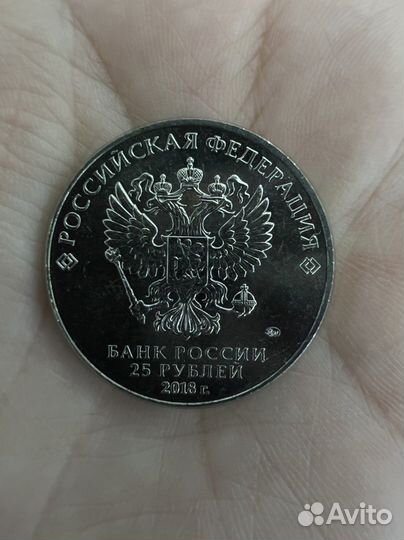 РОССИЙСКАЯ ФЕДЕРАЦИЯ
БАНК РОССИИ
25 РУБЛЕЙ
2018 г.
Avito